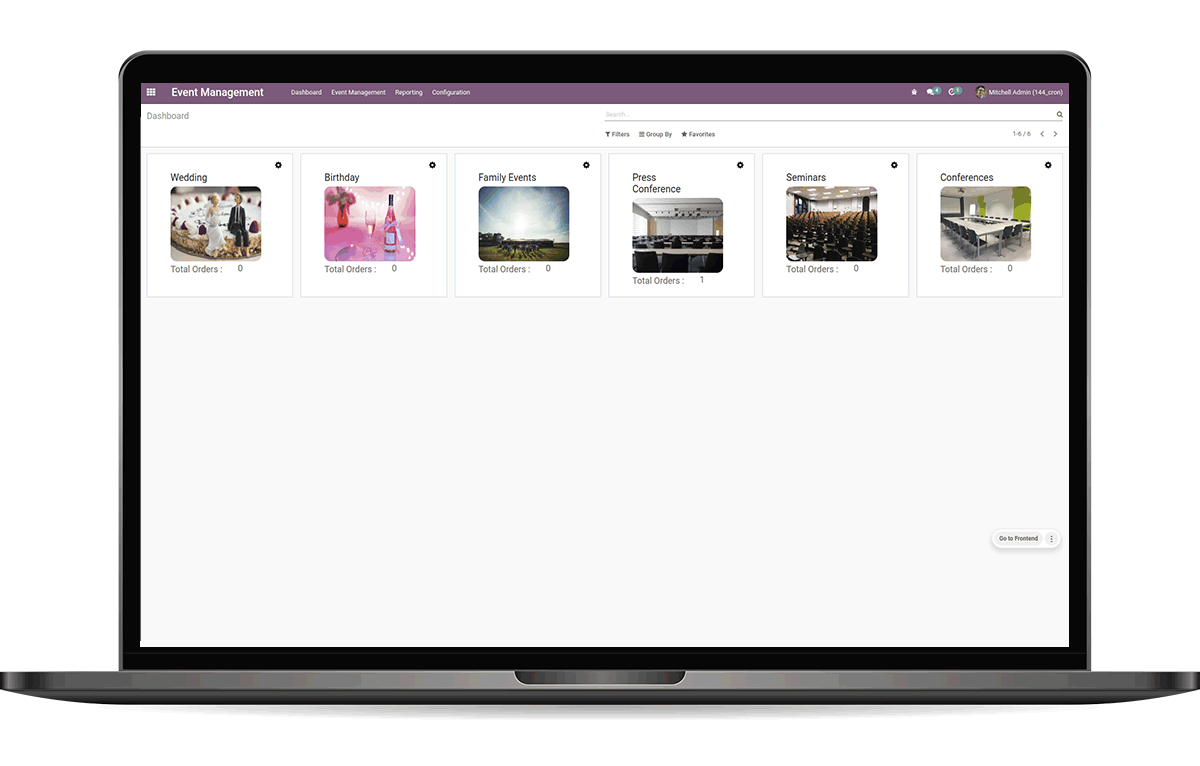 Event Management Dashboard Event Management Reporting Configuration 4 5 Mitchell Admin (144_cron)
Dashboard
Search...
Filters Group By Favorites 1-6 / 6
Wedding
Total Orders : 0
Birthday
Total Orders : 0
Family Events
Total Orders : 0
Press
Conference
Total Orders : 1
Seminars
Total Orders : 0
Conferences
Total Orders : 0
Go to Frontend